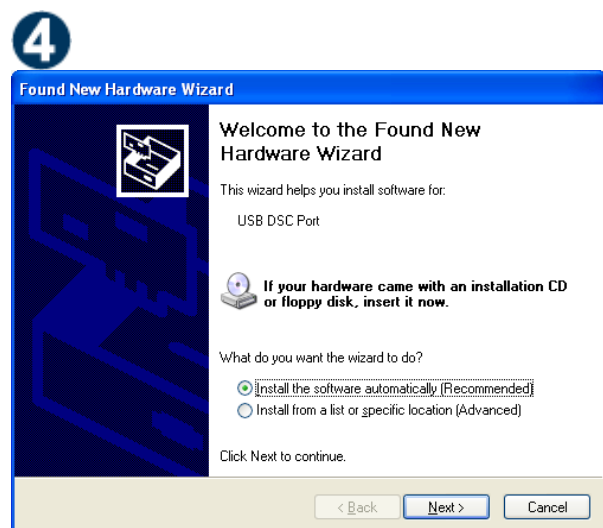 4
Found New Hardware Wizard
Welcome to the Found New
Hardware Wizard
This wizard helps you install software for:
USB DSC Port
If your hardware came with an installation CD
or floppy disk, insert it now.
What do you want the wizard to do?
Install the software automatically (Recommended)
Install from a list or specific location (Advanced)
Click Next to continue.
< Back Next > Cancel